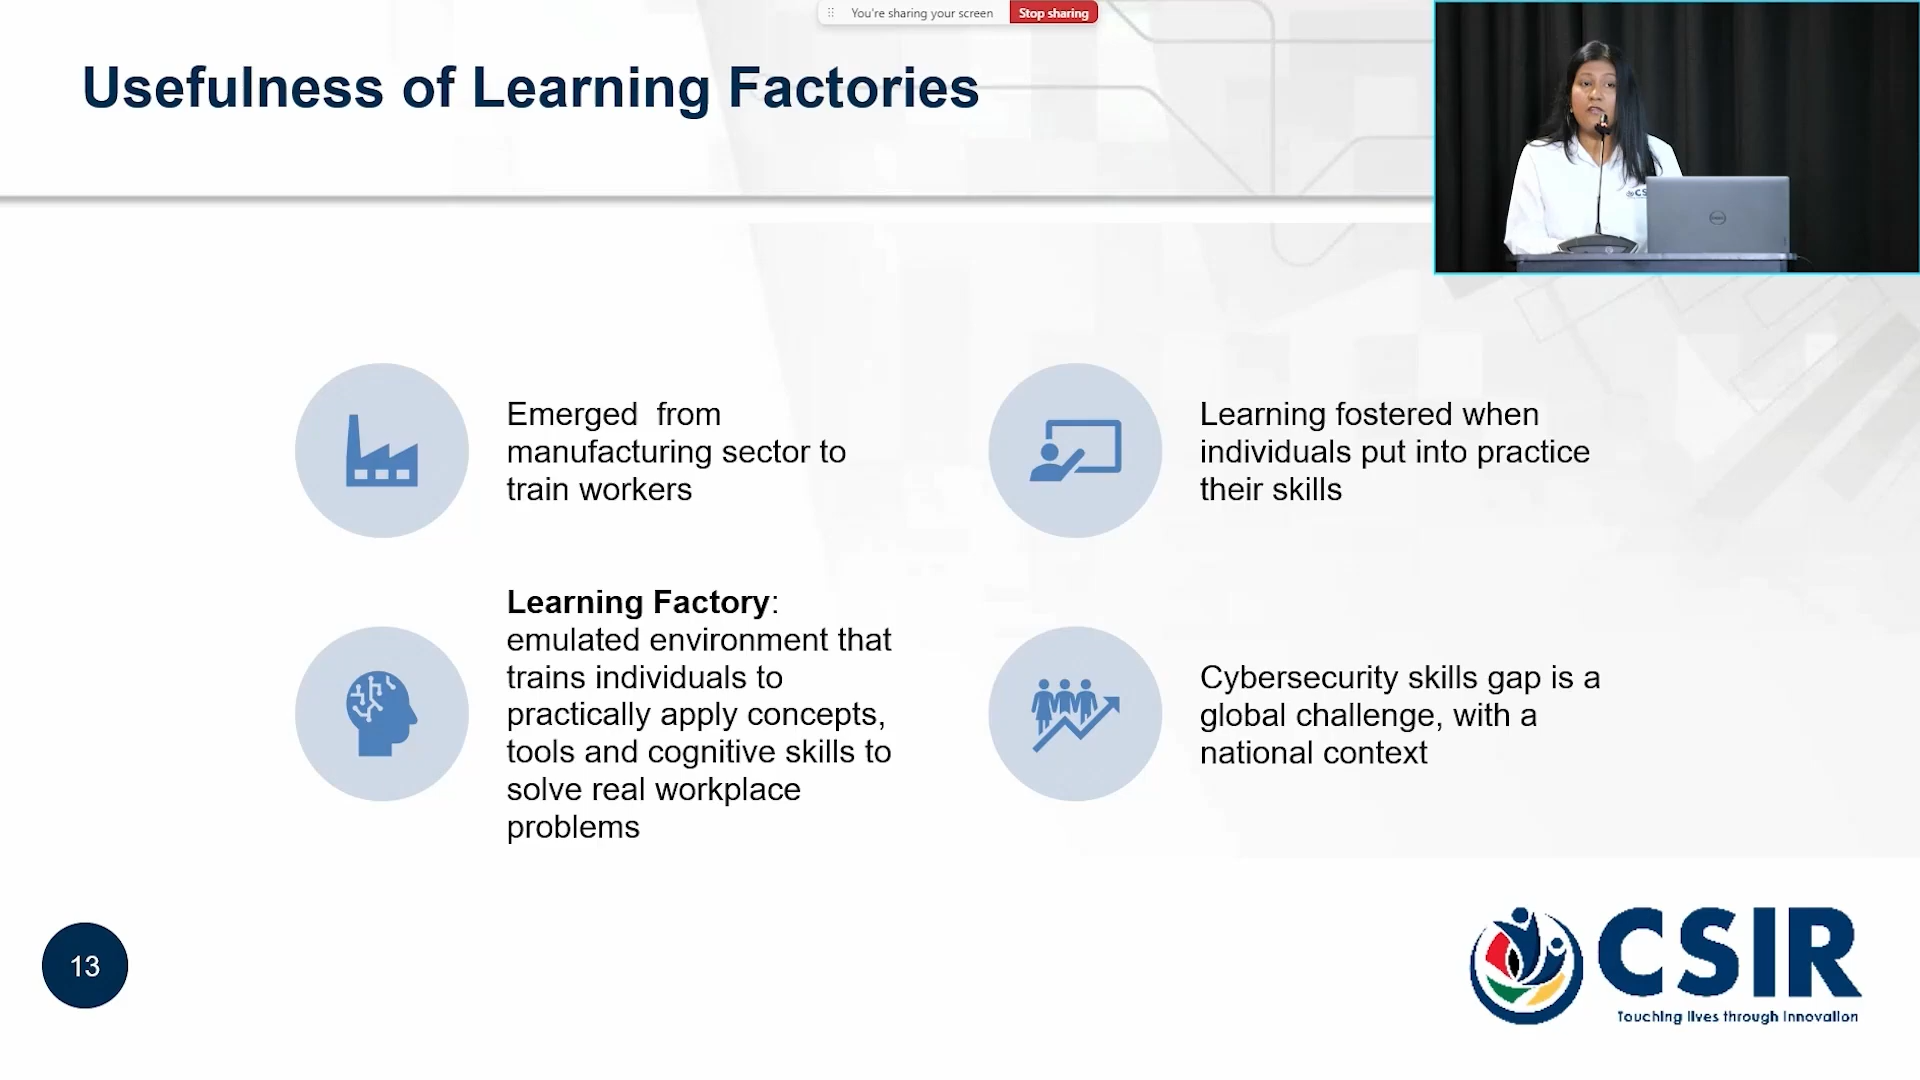 You're sharing your screen
Stop sharing
Usefulness of Learning Factories
Emerged from
manufacturing sector to
train workers
Learning fostered when
individuals put into practice
their skills
Learning Factory:
emulated environment that
trains individuals to
practically apply concepts,
tools and cognitive skills to
solve real workplace
problems
Cybersecurity skills gap is a
global challenge, with a
national context
13
CSIR
Touching lives through innovation